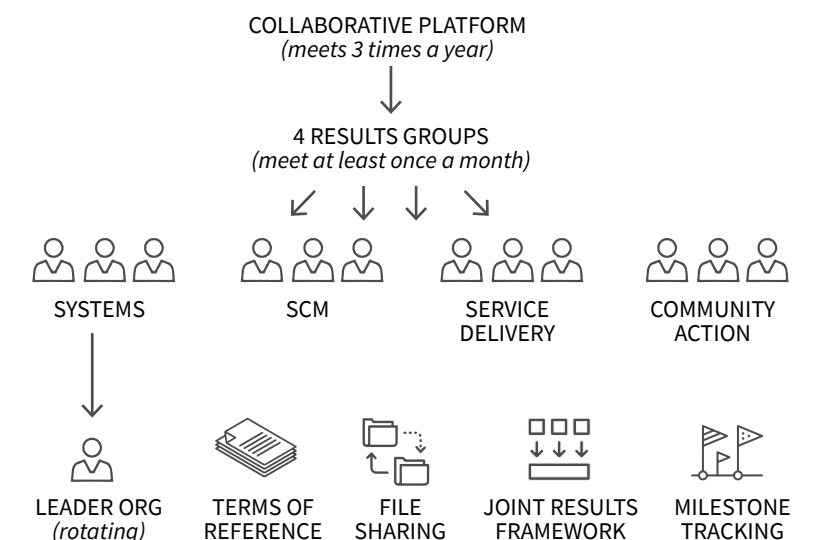 COLLABORATIVE PLATFORM
(meets 3 times a year)
4 RESULTS GROUPS
(meet at least once a month)
SYSTEMS
SCM
SERVICE
DELIVERY
COMMUNITY
ACTION
LEADER ORG
(rotating)
TERMS OF
REFERENCE
FILE
SHARING
JOINT RESULTS
FRAMEWORK
MILESTONE
TRACKING